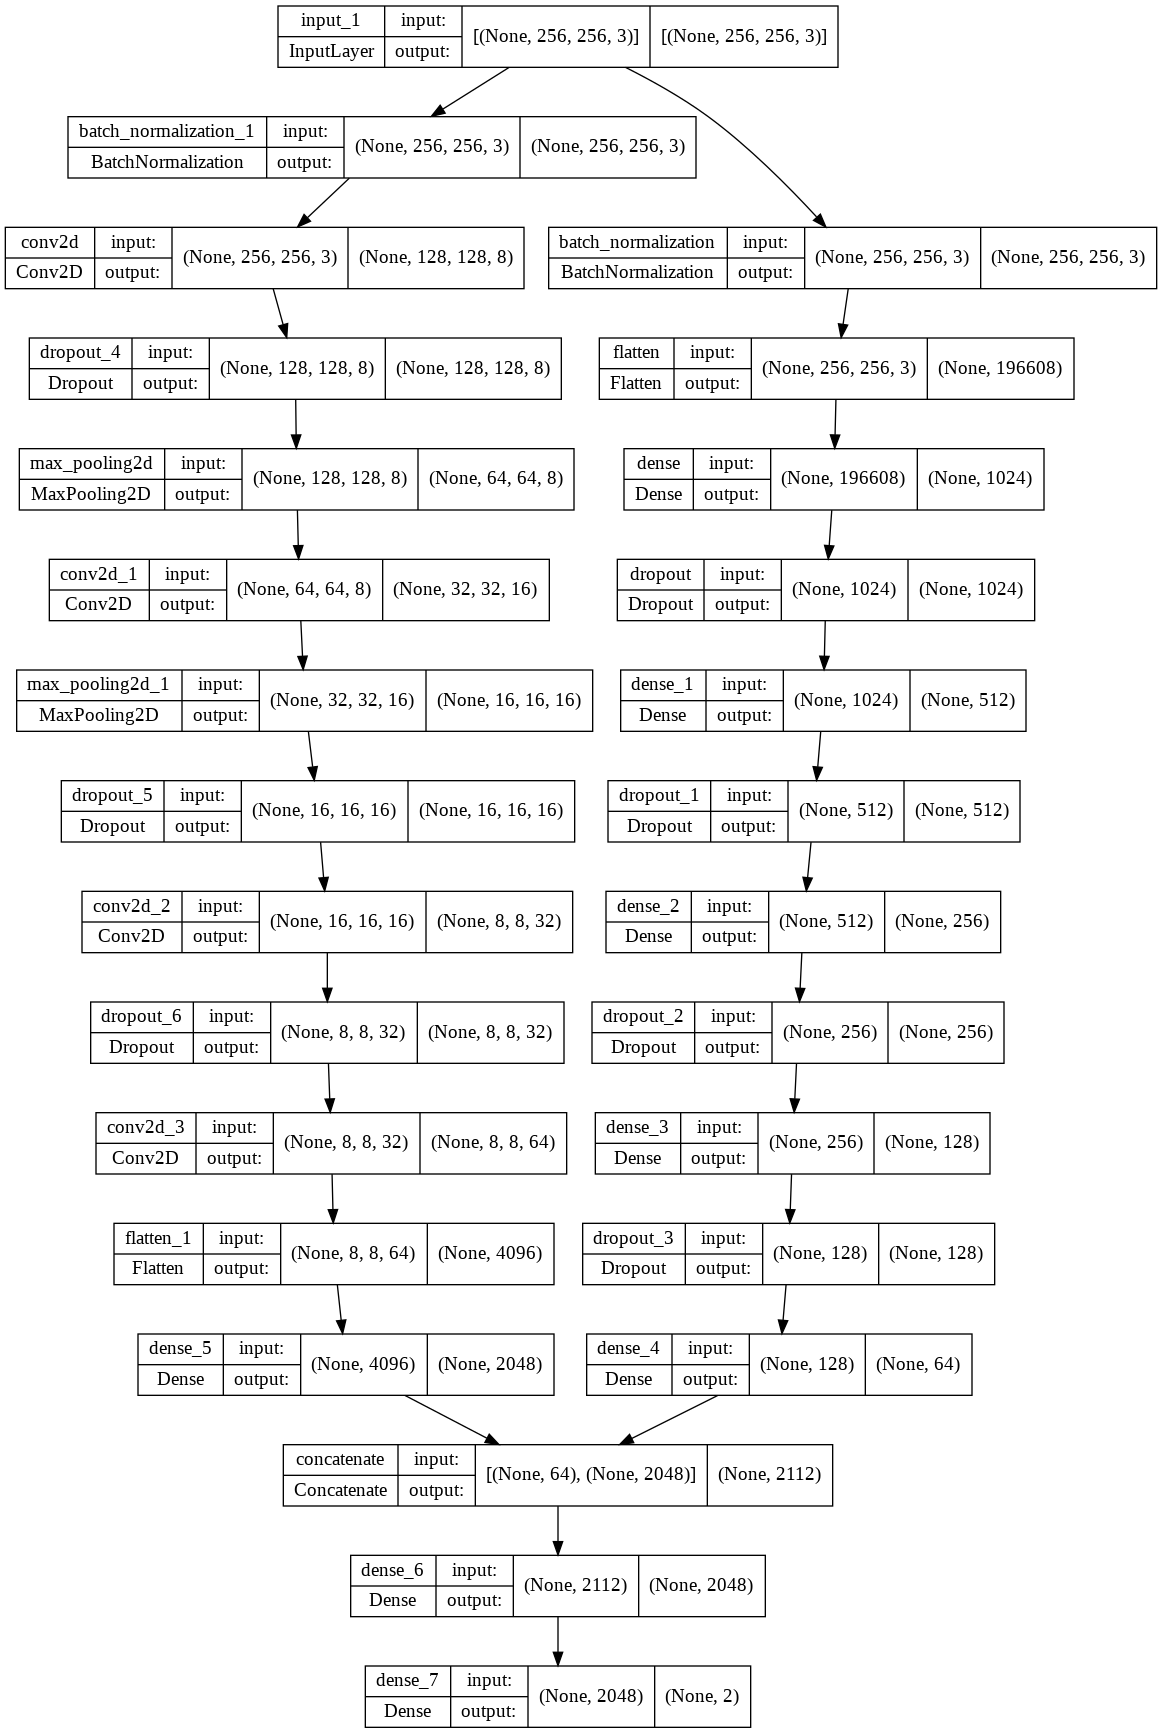 input_1 input: [(None, 256, 256, 3)] [(None, 256, 256, 3)]
InputLayer output:
batch_normalization_1 input: (None, 256, 256, 3) (None, 256, 256, 3)
BatchNormalization output:
conv2d input: (None, 256, 256, 3) (None, 128, 128, 8)
Conv2D output:
batch_normalization input: (None, 256, 256, 3) (None, 256, 256, 3)
BatchNormalization output:
dropout_4 input: (None, 128, 128, 8) (None, 128, 128, 8)
Dropout output:
flatten input: (None, 256, 256, 3) (None, 196608)
Flatten output:
max_pooling2d input: (None, 128, 128, 8) (None, 64, 64, 8)
MaxPooling2D output:
dense input: (None, 196608) (None, 1024)
Dense output:
conv2d_1 input: (None, 64, 64, 8) (None, 32, 32, 16)
Conv2D output:
dropout input: (None, 1024) (None, 1024)
Dropout output:
max_pooling2d_1 input: (None, 32, 32, 16) (None, 16, 16, 16)
MaxPooling2D output:
dense_1 input: (None, 1024) (None, 512)
Dense output:
dropout_5 input: (None, 16, 16, 16) (None, 16, 16, 16)
Dropout output:
dropout_1 input: (None, 512) (None, 512)
Dropout output:
conv2d_2 input: (None, 16, 16, 16) (None, 8, 8, 32)
Conv2D output:
dense_2 input: (None, 512) (None, 256)
Dense output:
dropout_6 input: (None, 8, 8, 32) (None, 8, 8, 32)
Dropout output:
dropout_2 input: (None, 256) (None, 256)
Dropout output:
conv2d_3 input: (None, 8, 8, 32) (None, 8, 8, 64)
Conv2D output:
dense_3 input: (None, 256) (None, 128)
Dense output:
flatten_1 input: (None, 8, 8, 64) (None, 4096)
Flatten output:
dropout_3 input: (None, 128) (None, 128)
Dropout output:
dense_5 input: (None, 4096) (None, 2048)
Dense output:
dense_4 input: (None, 128) (None, 64)
Dense output:
concatenate input: [(None, 64), (None, 2048)] (None, 2112)
Concatenate output:
dense_6 input: (None, 2112) (None, 2048)
Dense output:
dense_7 input: (None, 2048) (None, 2)
Dense output: